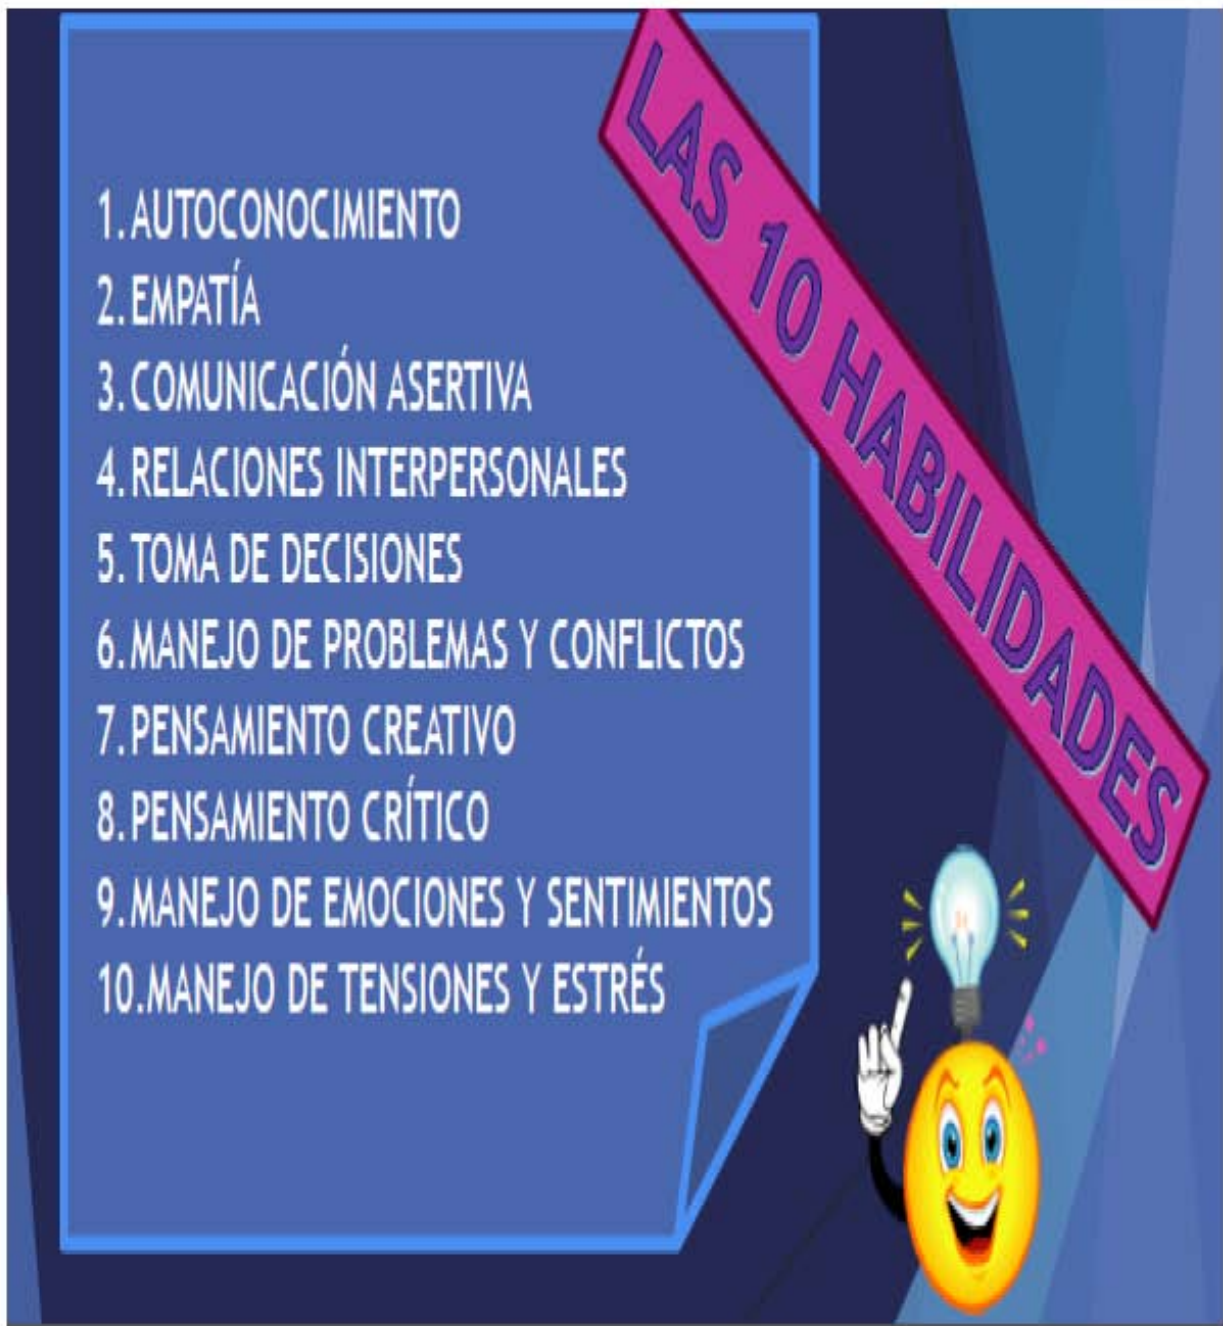 LAS 10 HABILIDADES
1. AUTOCONOCIMIENTO
2. EMPATÍA
3. COMUNICACIÓN ASERTIVA
4. RELACIONES INTERPERSONALES
5. TOMA DE DECISIONES
6. MANEJO DE PROBLEMAS Y CONFLICTOS
7. PENSAMIENTO CREATIVO
8. PENSAMIENTO CRÍTICO
9. MANEJO DE EMOCIONES Y SENTIMIENTOS
10.MANEJO DE TENSIONES Y ESTRÉS